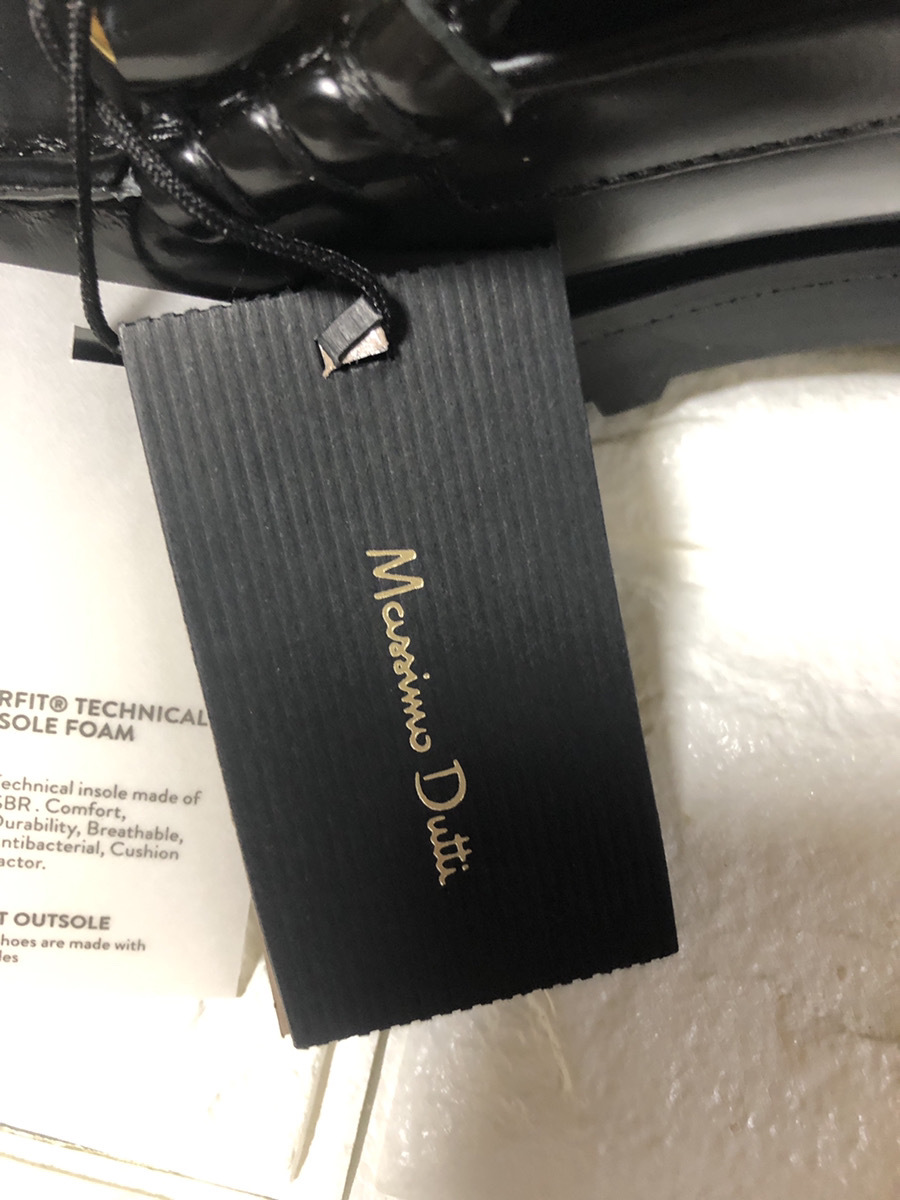 Massimo Dutti
RFIT® TECHNICAL
SOLE FOAM
echnical insole made of
SBR. Comfort,
Durability, Breathable,
ntibacterial, Cushion
actor.
T OUTSOLE
hoes are made with
les